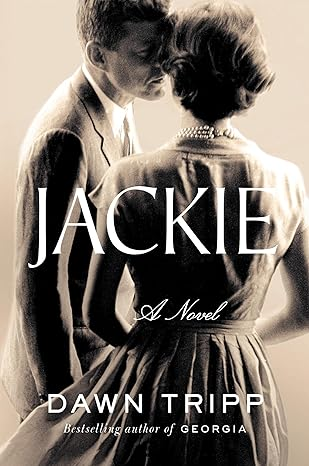 JACKIE
A Novel
DAWN TRIPP
Bestselling author of GEORGIA